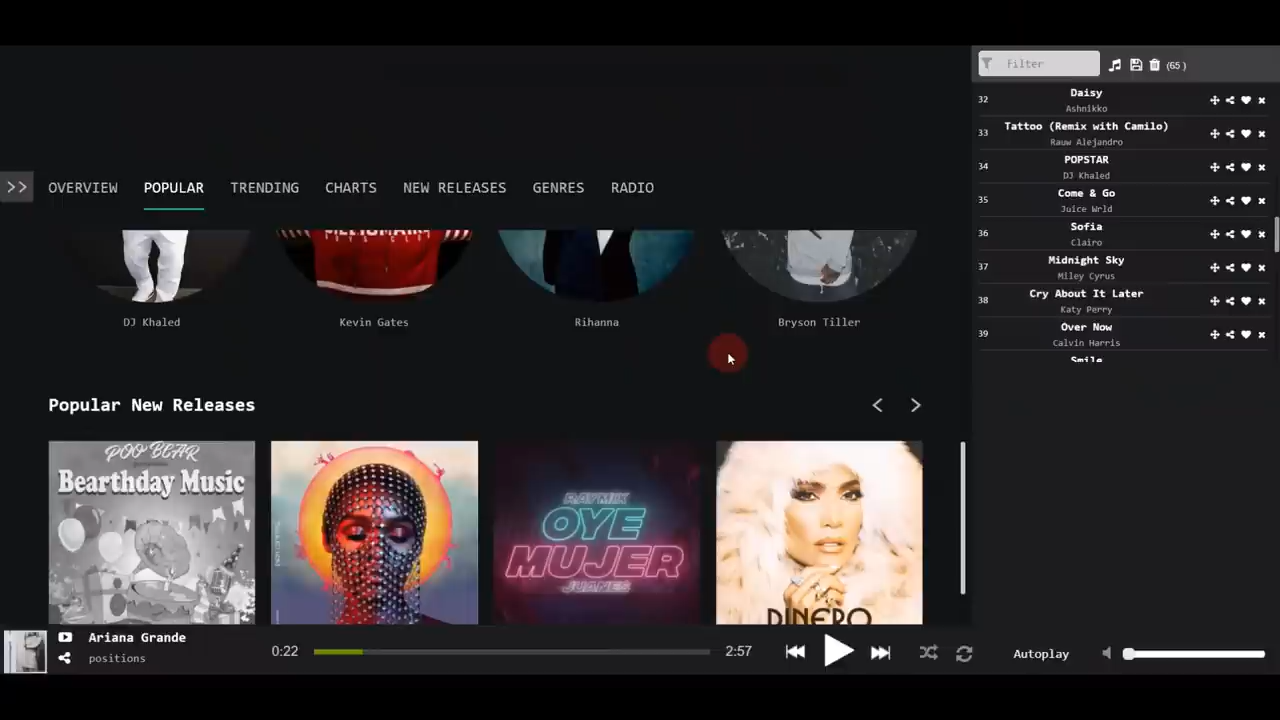 >> OVERVIEW POPULAR TRENDING CHARTS NEW RELEASES GENRES RADIO
DJ Khaled Kevin Gates Rihanna Bryson Tiller
Popular New Releases
POO BEAR
Bearthday Music
RAYMIX
OYE
MUJER
JUANES
DINERO
Filter (65)
32 Daisy
Ashnikko
33 Tattoo (Remix with Camilo)
Rauw Alejandro
34 POPSTAR
DJ Khaled
35 Come & Go
Juice Wrld
36 Sofia
Clairo
37 Midnight Sky
Miley Cyrus
38 Cry About It Later
Katy Perry
39 Over Now
Calvin Harris
Smile
Ariana Grande
positions
0:22 2:57 Autoplay